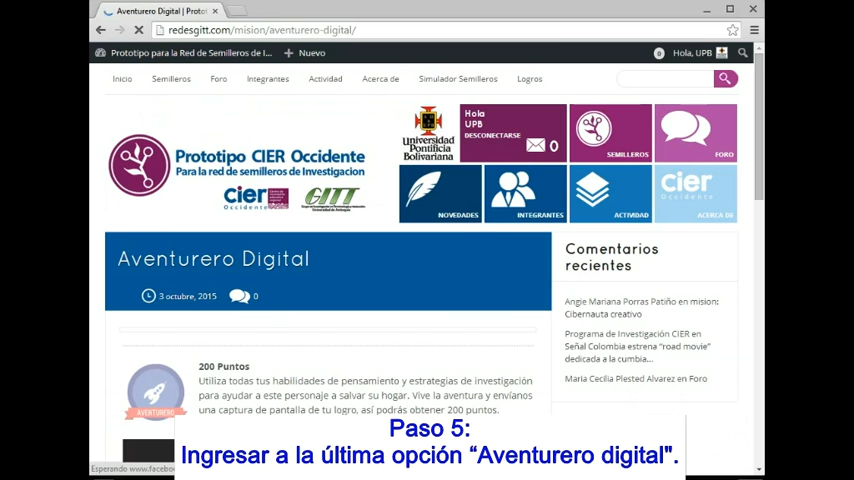 Aventurero Digital | Protot
redesgitt.com/mision/aventurero-digital/
Prototipo para la Red de Semilleros de I...
Nuevo
0
Hola, UPB
Inicio
Semilleros
Foro
Integrantes
Actividad
Acerca de
Simulador Semilleros
Logros
Prototipo CIER Occidente
Para la red de semilleros de Investigacion
cier
Occidente
GITT
Universidad
Pontificia
Bolivariana
Hola
UPB
DESCONECTARSE
0
SEMILLEROS
FORO
NOVEDADES
INTEGRANTES
ACTIVIDAD
cier
Occidente
ACERCA DE
Aventurero Digital
3 octubre, 2015
0
Comentarios
recientes
Angie Mariana Porras Patiño en mision:
Cibernauta creativo
Programa de Investigación CIER en
Señal Colombia estrena “road movie”
dedicada a la cumbia...
Maria Cecilia Plested Alvarez en Foro
200 Puntos
Utiliza todas tus habilidades de pensamiento y estrategias de investigación
para ayudar a este personaje a salvar su hogar. Vive la aventura y envíanos
una captura de pantalla de tu logro, así podrás obtener 200 puntos.
AVENTURERO
Paso 5:
Ingresar a la última opción “Aventurero digital".
Esperando www.facebo